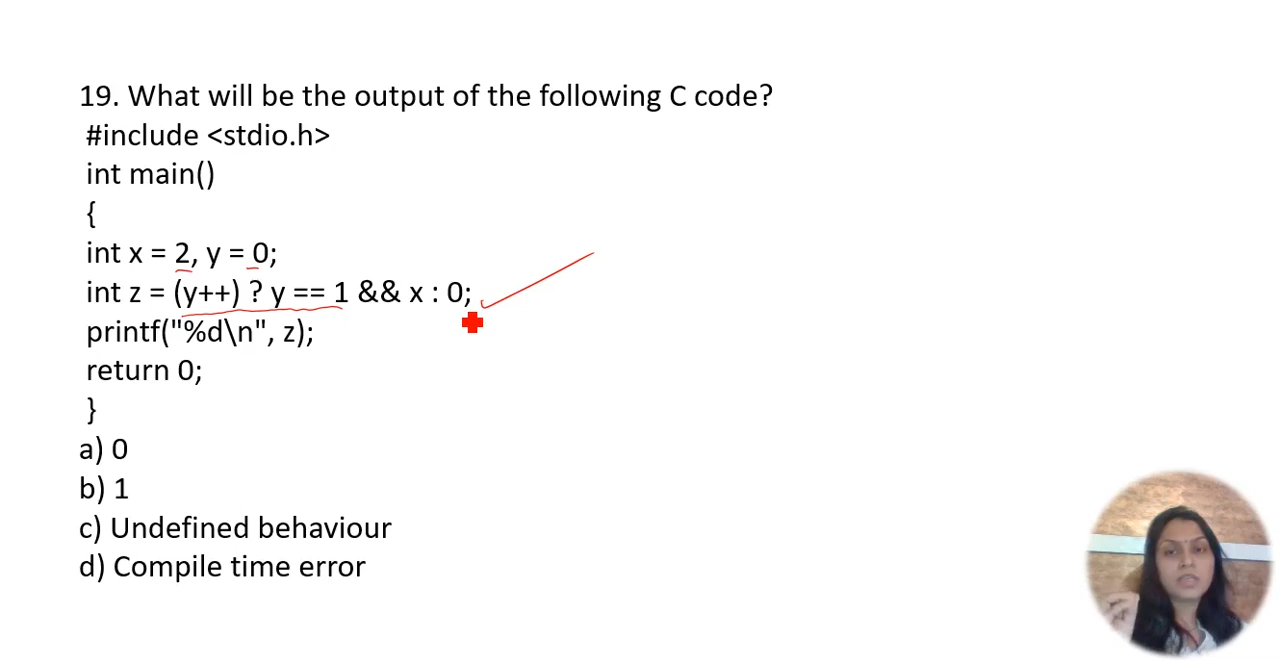 19. What will be the output of the following C code?
#include <stdio.h>
int main()
{
int x = 2, y = 0;
int z = (y++) ? y == 1 && x : 0;
printf("%d\n", z);
return 0;
}
a) 0
b) 1
c) Undefined behaviour
d) Compile time error